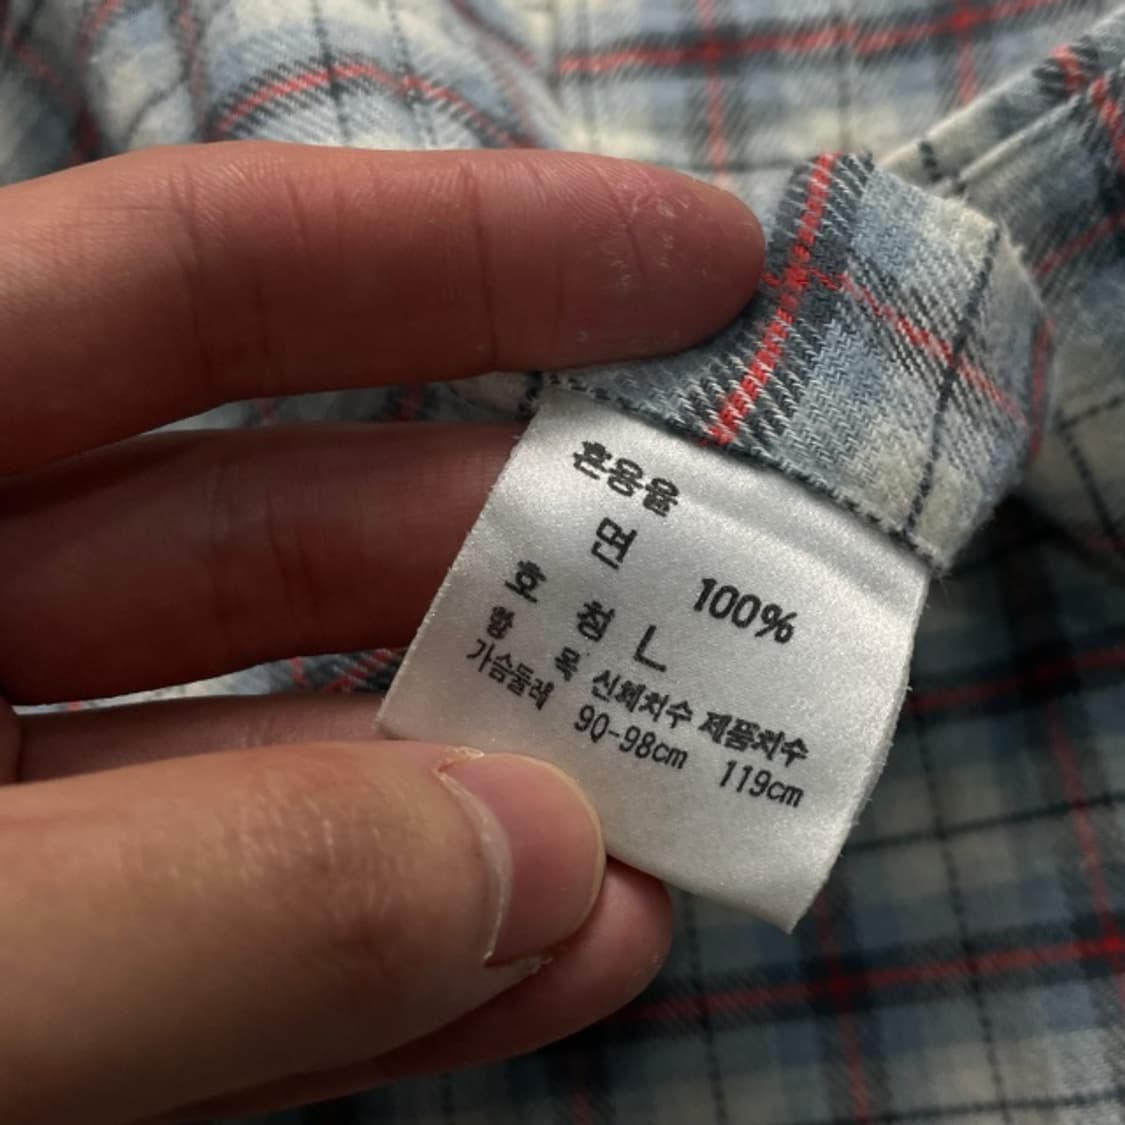 혼용율
면 100%
호 청 L
항 목 신체치수 제품치수
가슴둘레 90-98cm 119cm